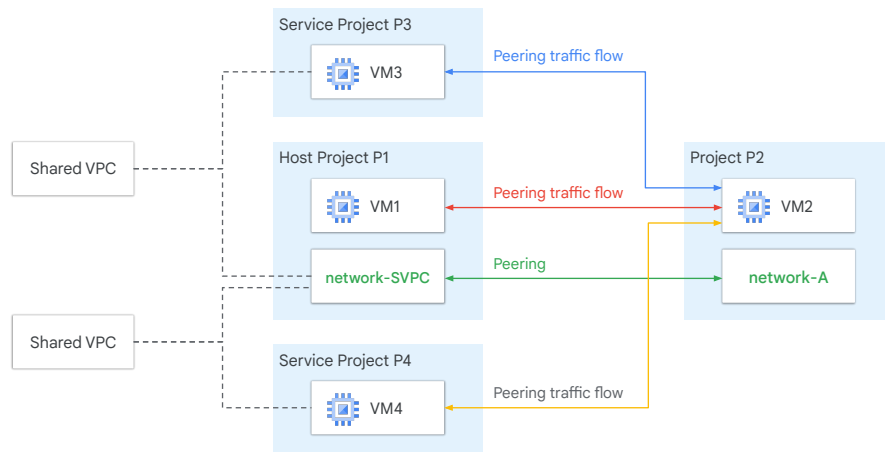 Service Project P3
VM3
Peering traffic flow
Shared VPC
Host Project P1
VM1
Peering traffic flow
Project P2
VM2
network-SVPC
Peering
network-A
Shared VPC
Service Project P4
VM4
Peering traffic flow